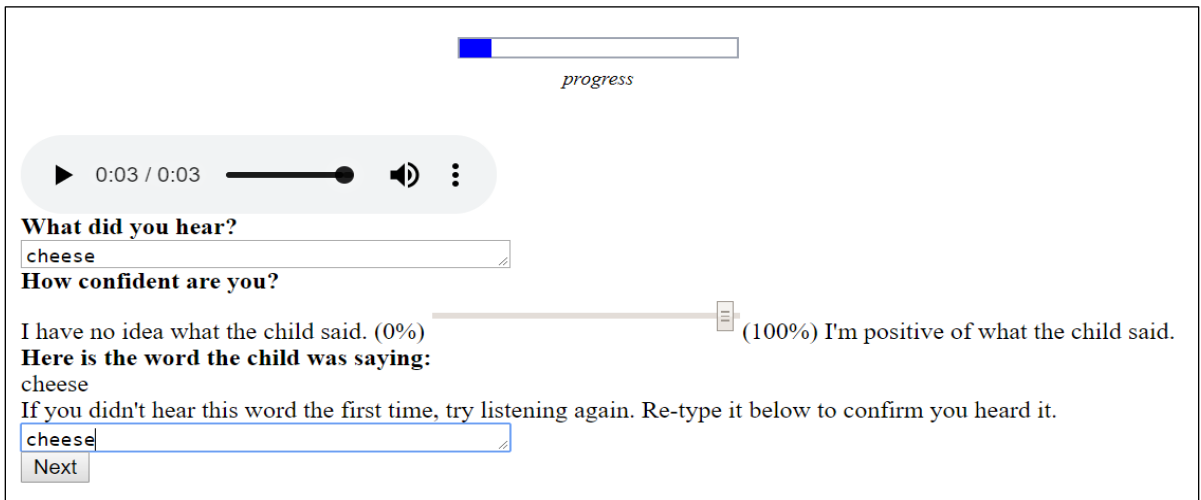 progress
0:03 / 0:03
What did you hear?
cheese
How confident are you?
I have no idea what the child said. (0%) (100%) I'm positive of what the child said.
Here is the word the child was saying:
cheese
If you didn't hear this word the first time, try listening again. Re-type it below to confirm you heard it.
cheese
Next